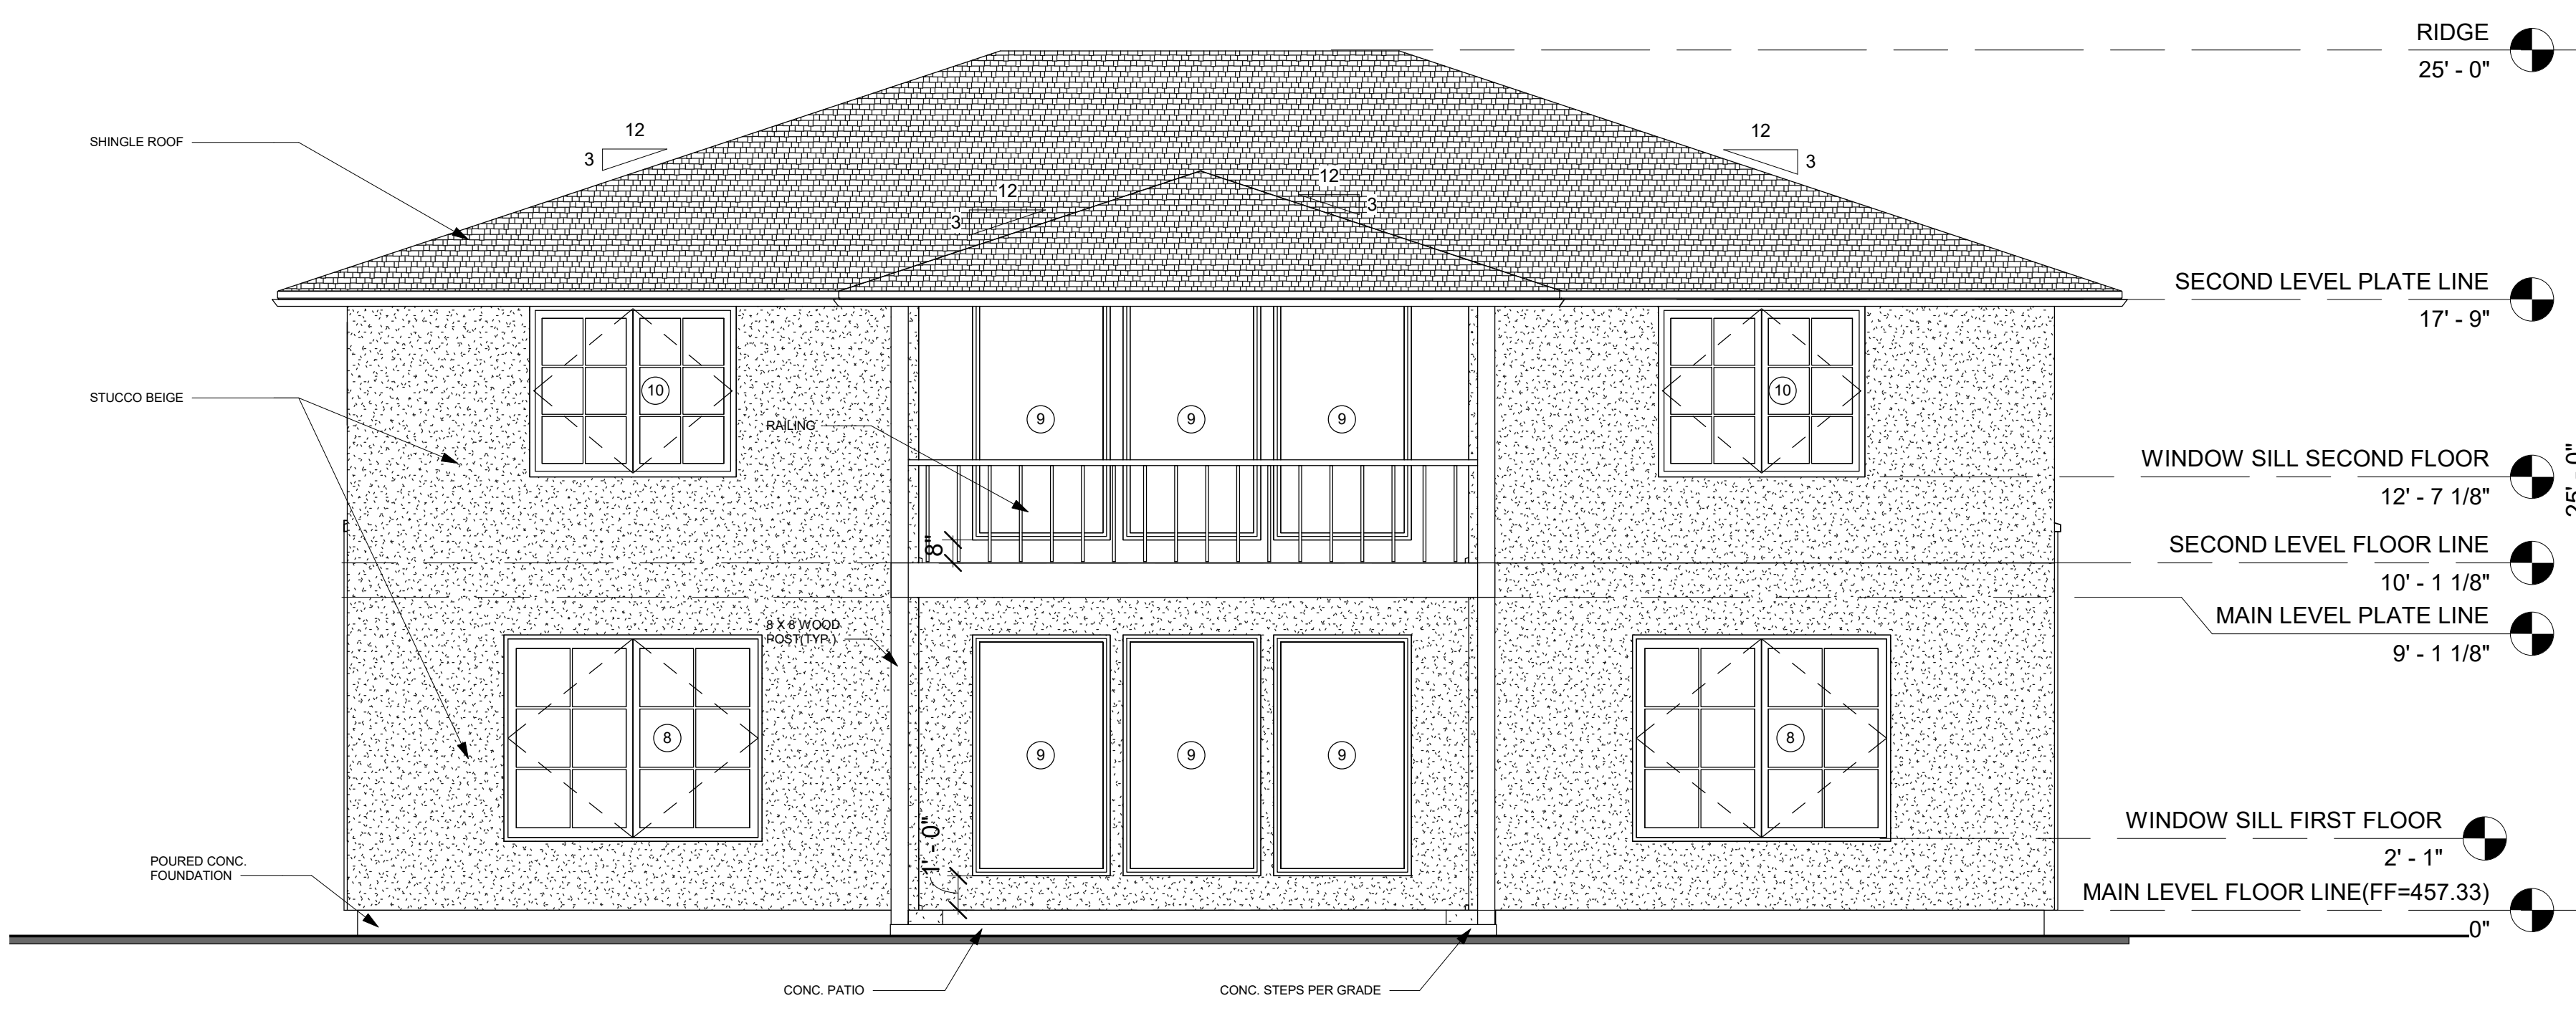 RIDGE
25' - 0"
12
3
12
3
SHINGLE ROOF
12
3
12
3
SECOND LEVEL PLATE LINE
17' - 9"
STUCCO BEIGE
10
10
9
9
9
RAILING
WINDOW SILL SECOND FLOOR
12' - 7 1/8"
25' - 0"
8"
SECOND LEVEL FLOOR LINE
10' - 1 1/8"
MAIN LEVEL PLATE LINE
9' - 1 1/8"
8 X 8 WOOD
POST(TYP.)
8
9
9
9
8
1' - 0"
WINDOW SILL FIRST FLOOR
2' - 1"
POURED CONC.
FOUNDATION
MAIN LEVEL FLOOR LINE(FF=457.33)
0"
CONC. PATIO
CONC. STEPS PER GRADE